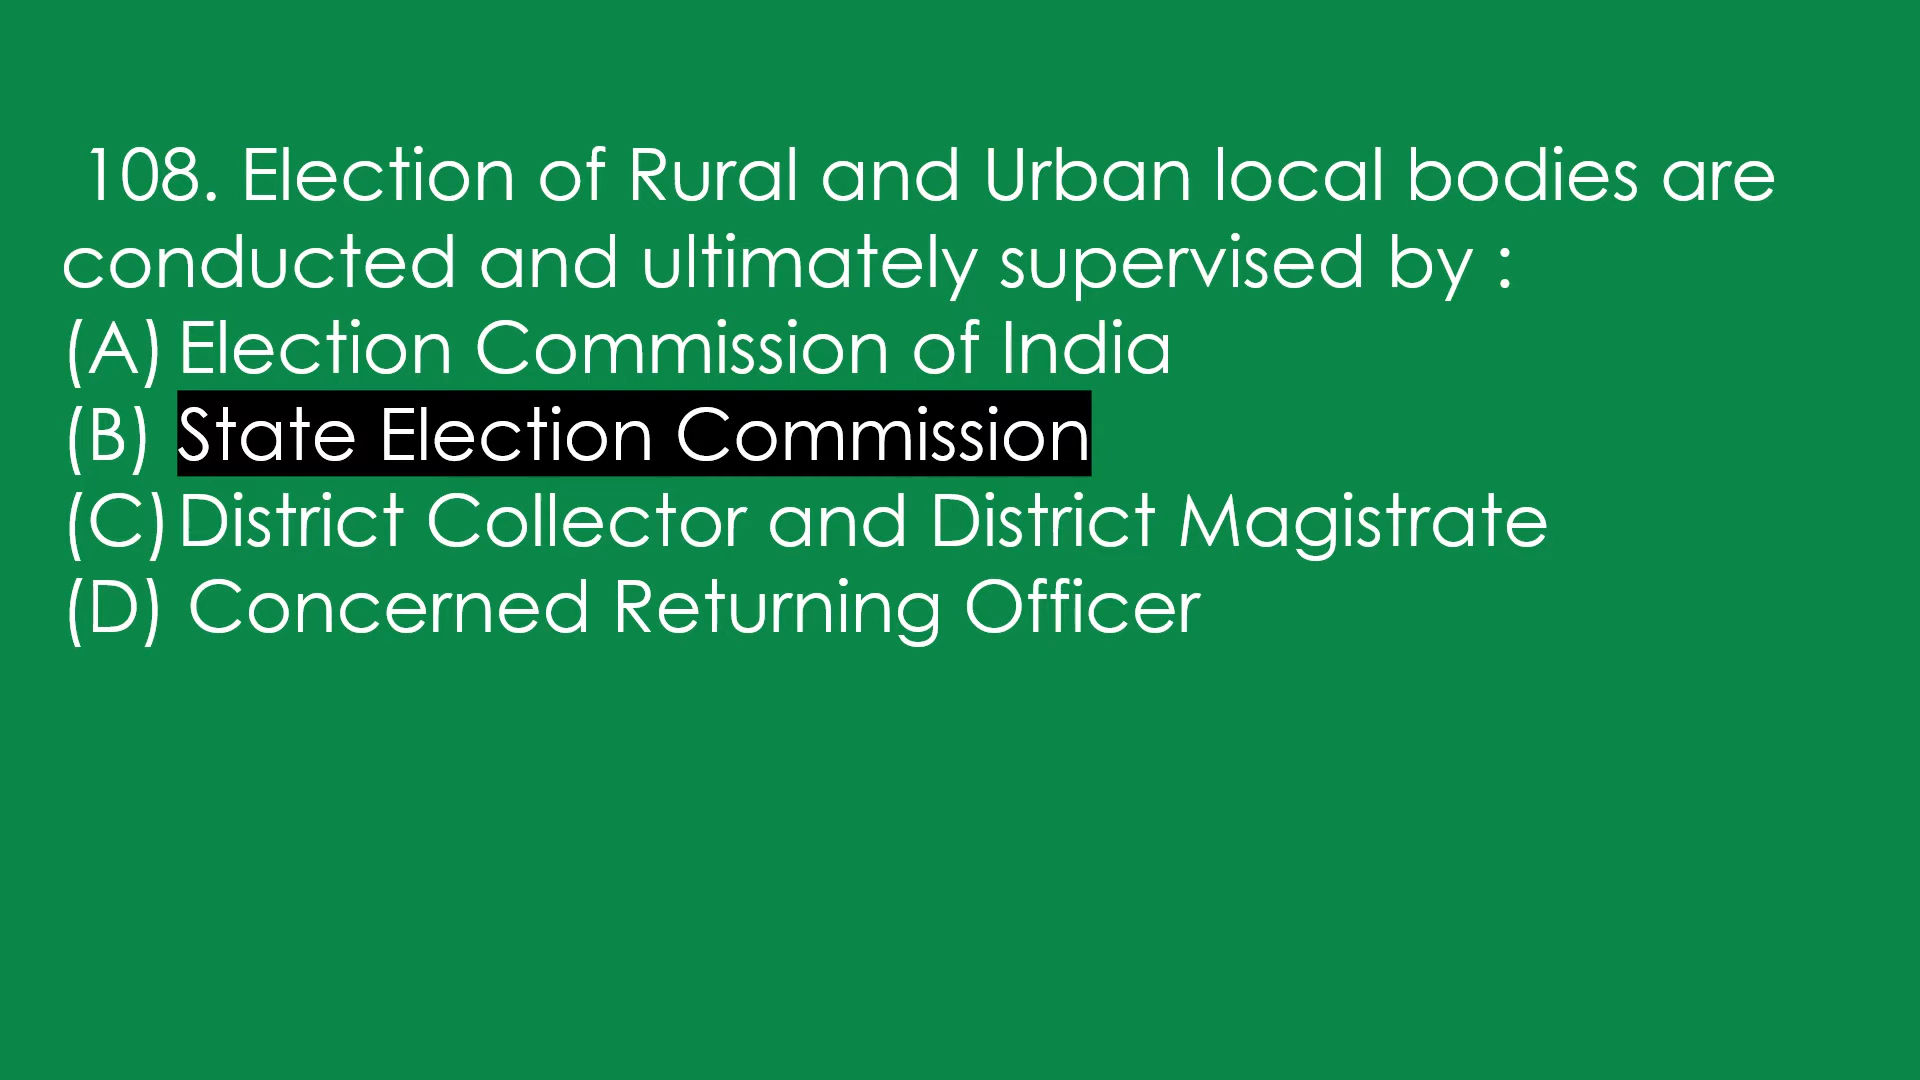 108. Election of Rural and Urban local bodies are
conducted and ultimately supervised by :
(A) Election Commission of India
(B) State Election Commission
(C) District Collector and District Magistrate
(D) Concerned Returning Officer